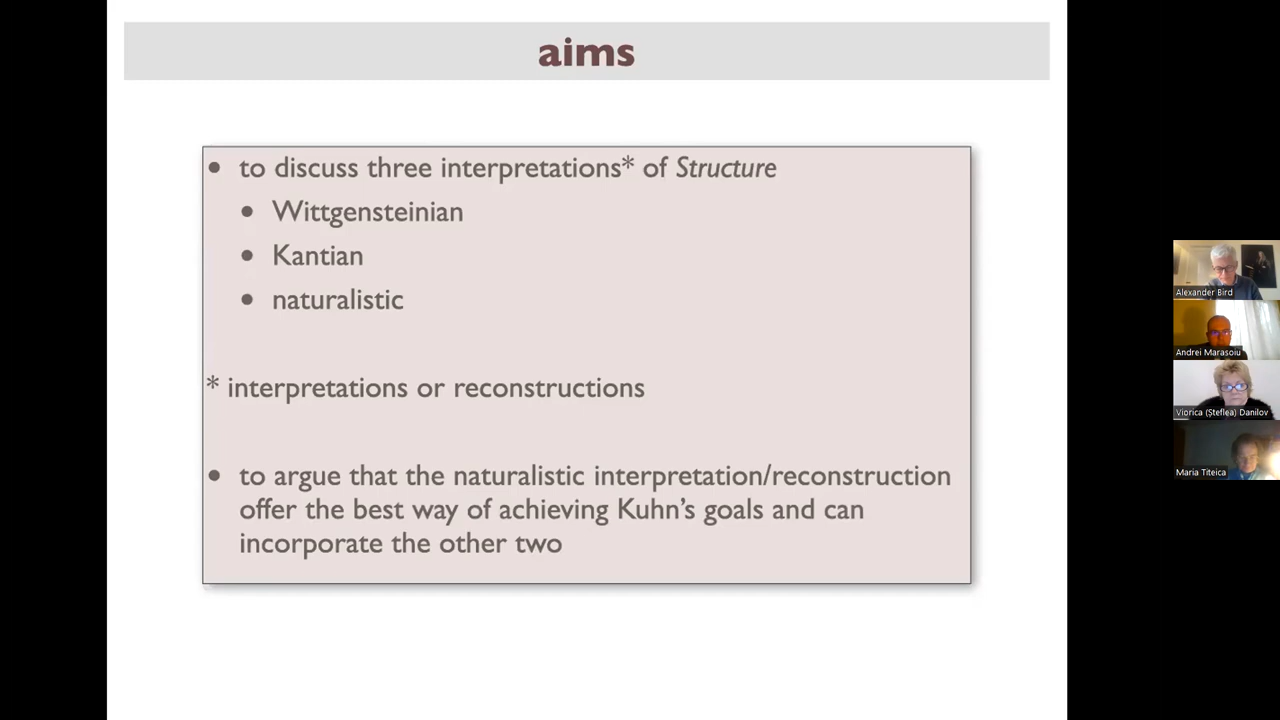 aims
• to discuss three interpretations* of Structure
• Wittgensteinian
• Kantian
• naturalistic
* interpretations or reconstructions
• to argue that the naturalistic interpretation/reconstruction
offer the best way of achieving Kuhn's goals and can
incorporate the other two
Alexander Bird
Andrei Marasoiu
Viorica (Șteflea) Danilov
Maria Titeica